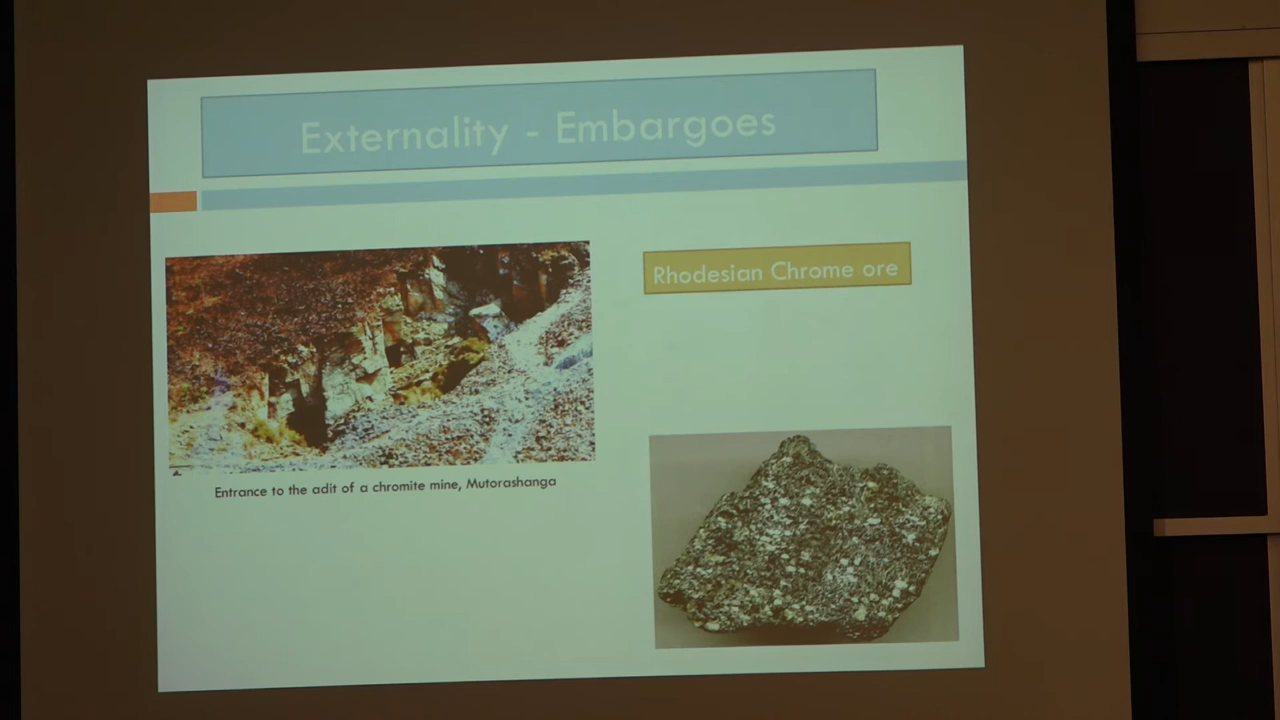 Externality - Embargoes
Rhodesian Chrome ore
Entrance to the adit of a chromite mine, Mutorashanga